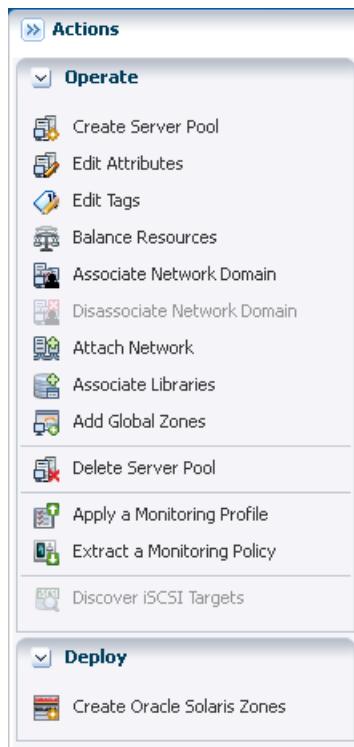 Actions
Operate
Create Server Pool
Edit Attributes
Edit Tags
Balance Resources
Associate Network Domain
Disassociate Network Domain
Attach Network
Associate Libraries
Add Global Zones
Delete Server Pool
Apply a Monitoring Profile
Extract a Monitoring Policy
Discover iSCSI Targets
Deploy
Create Oracle Solaris Zones